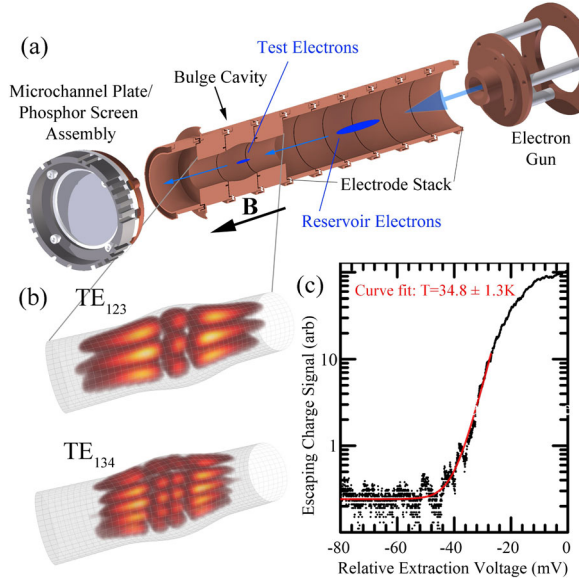 (a)
Test Electrons
Bulge Cavity
Microchannel Plate/
Phosphor Screen
Assembly
Electron
Gun
Electrode Stack
B
Reservoir Electrons
(b)
TE123
TE134
(c)
Curve fit: T=34.8 ± 1.3K
Escaping Charge Signal (arb)
10
1
-80
-60
-40
-20
0
Relative Extraction Voltage (mV)